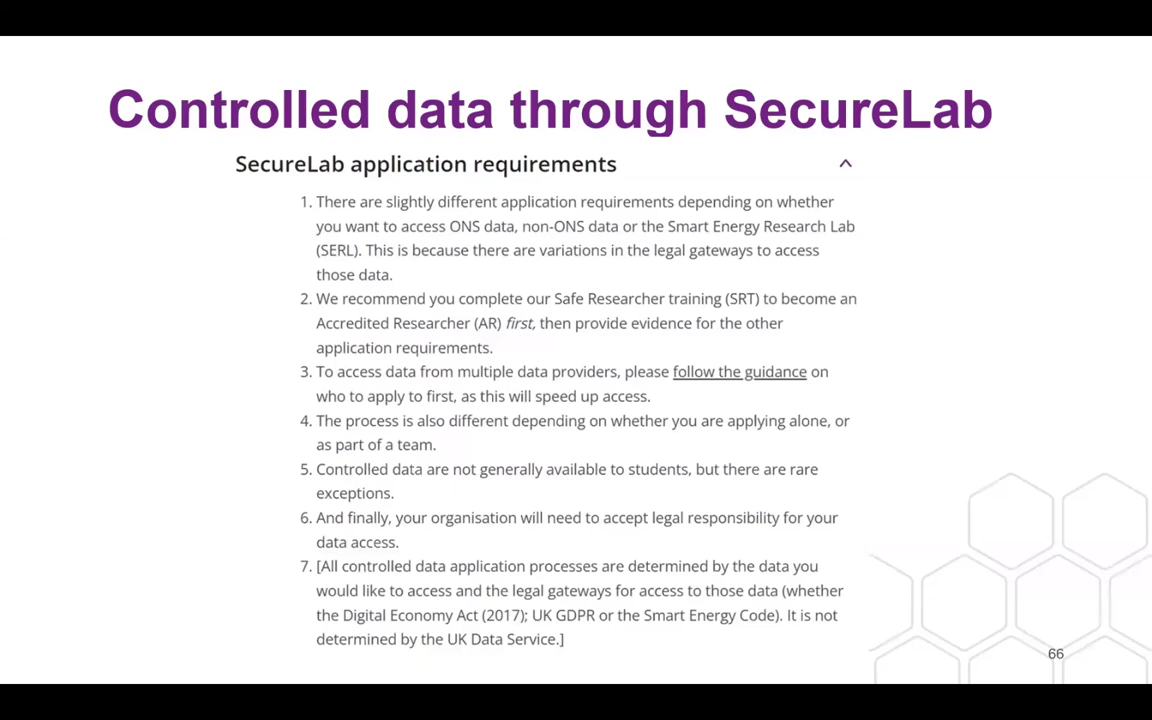 Controlled data through SecureLab
SecureLab application requirements
1. There are slightly different application requirements depending on whether
you want to access ONS data, non-ONS data or the Smart Energy Research Lab
(SERL). This is because there are variations in the legal gateways to access
those data.
2. We recommend you complete our Safe Researcher training (SRT) to become an
Accredited Researcher (AR) first, then provide evidence for the other
application requirements.
3. To access data from multiple data providers, please follow the guidance on
who to apply to first, as this will speed up access.
4. The process is also different depending on whether you are applying alone, or
as part of a team.
5. Controlled data are not generally available to students, but there are rare
exceptions.
6. And finally, your organisation will need to accept legal responsibility for your
data access.
7. [All controlled data application processes are determined by the data you
would like to access and the legal gateways for access to those data (whether
the Digital Economy Act (2017); UK GDPR or the Smart Energy Code). It is not
determined by the UK Data Service.]
66